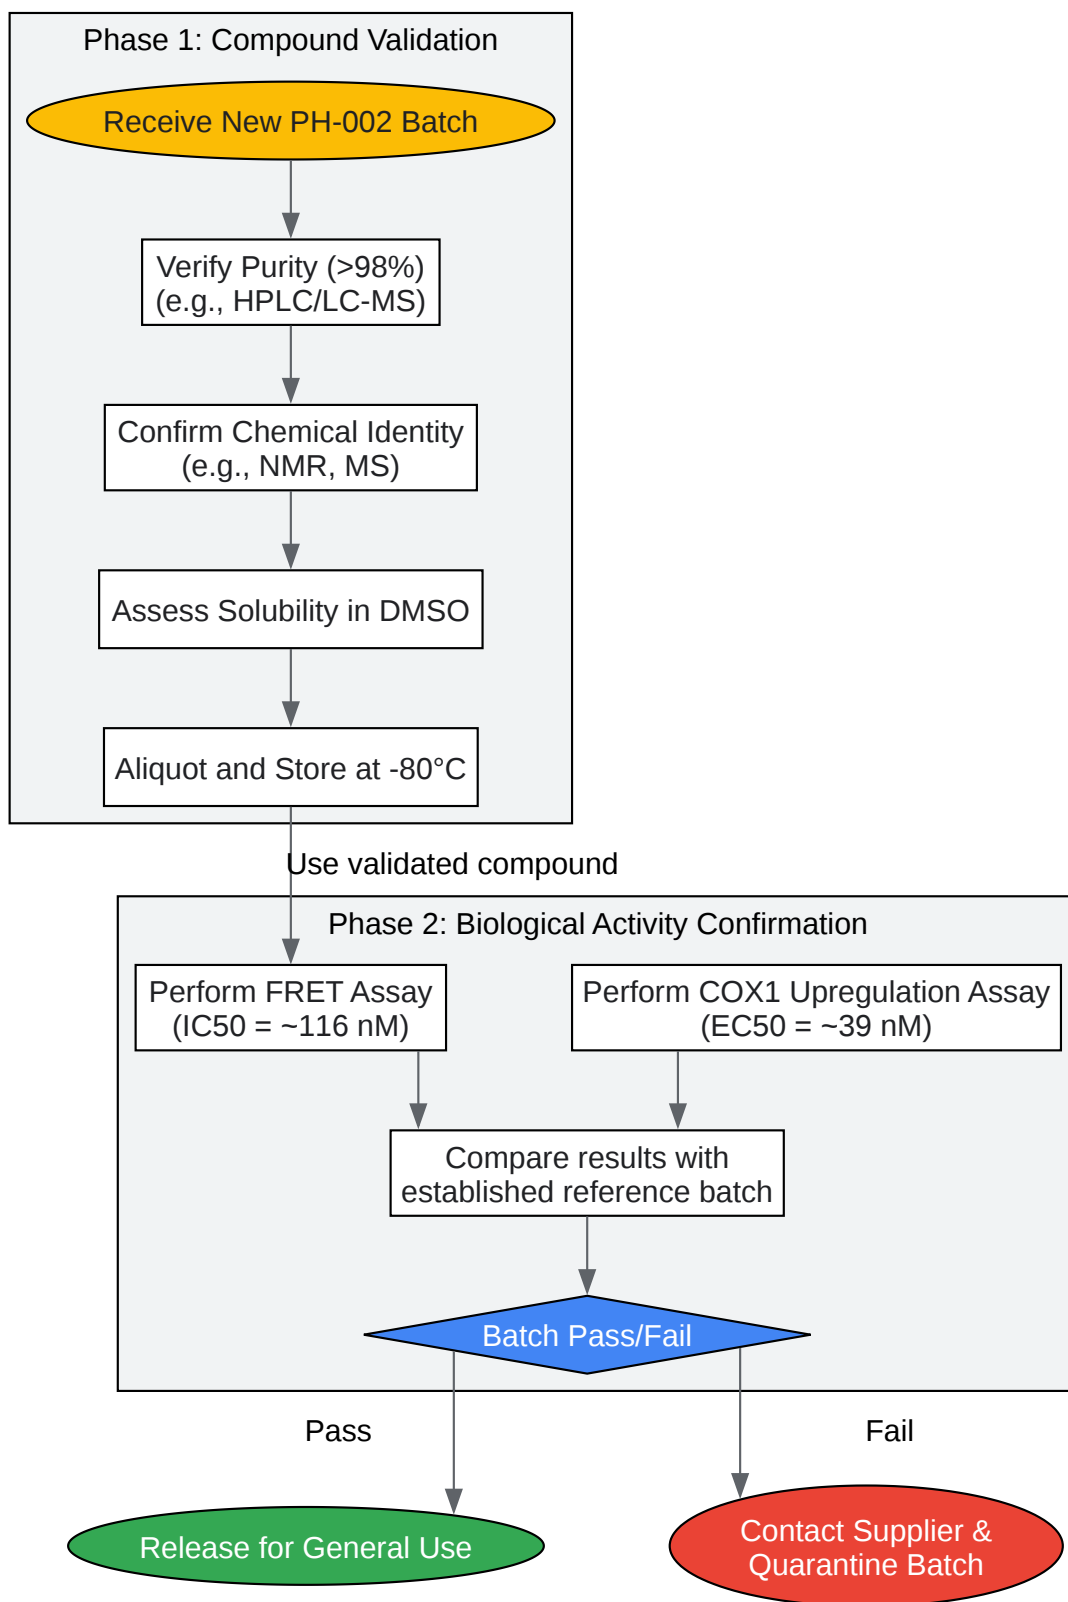 Phase 1: Compound Validation
Receive New PH-002 Batch
Verify Purity (>98%)
(e.g., HPLC/LC-MS)
Confirm Chemical Identity
(e.g., NMR, MS)
Assess Solubility in DMSO
Aliquot and Store at -80°C
Use validated compound
Phase 2: Biological Activity Confirmation
Perform FRET Assay
(IC50 = ~116 nM)
Perform COX1 Upregulation Assay
(EC50 = ~39 nM)
Compare results with
established reference batch
Batch Pass/Fail
Pass
Fail
Release for General Use
Contact Supplier &
Quarantine Batch